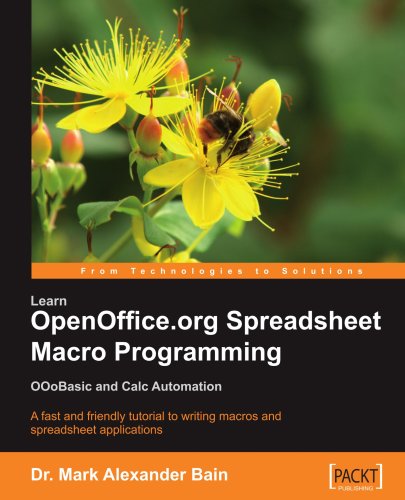 From Technologies to Solutions
Learn
OpenOffice.org Spreadsheet
Macro Programming
OOoBasic and Calc Automation
A fast and friendly tutorial to writing macros and
spreadsheet applications
Dr. Mark Alexander Bain
PACKT
PUBLISHING